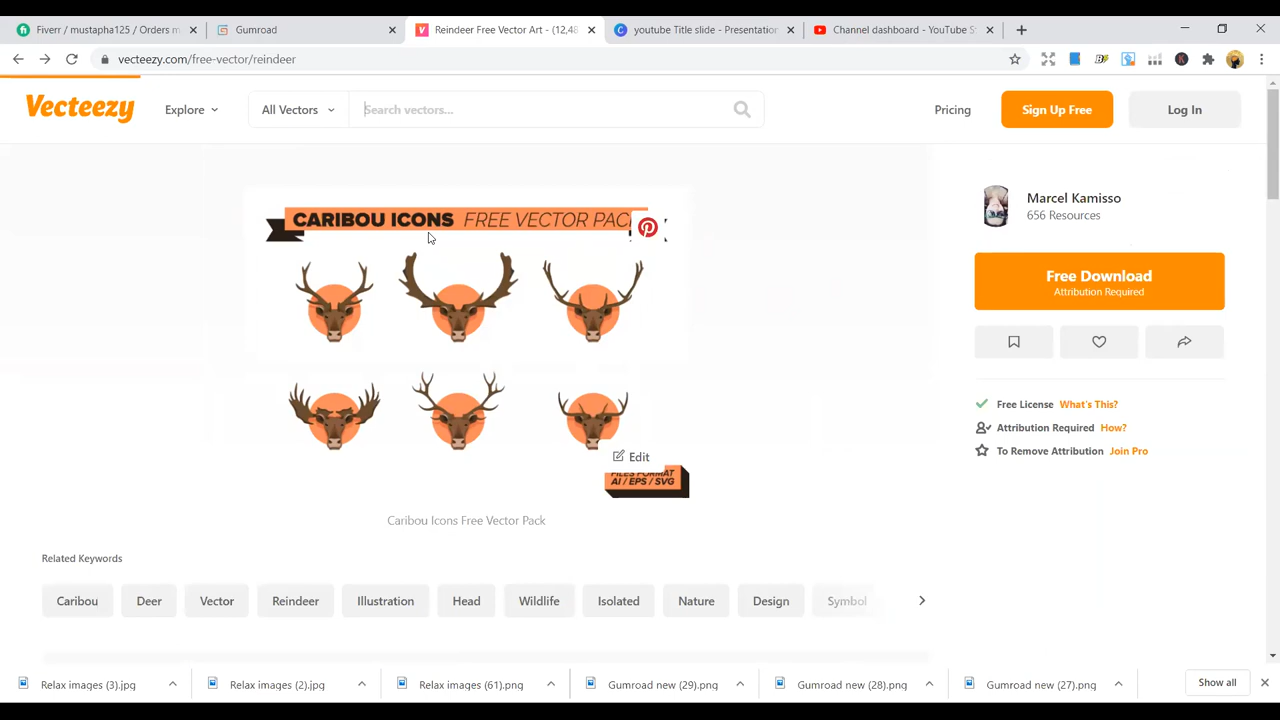 Fiverr / mustapha125 / Orders m
Gumroad
Reindeer Free Vector Art - (12,48
youtube Title slide - Presentation
Channel dashboard - YouTube S
vecteezy.com/free-vector/reindeer
Vecteezy
Explore
All Vectors
Search vectors...
Pricing
Sign Up Free
Log In
CARIBOU ICONS FREE VECTOR PAC
Marcel Kamisso
656 Resources
Free Download
Attribution Required
Free License What's This?
Attribution Required How?
To Remove Attribution Join Pro
Edit
FILES FORMAT
AI / EPS / SVG
Caribou Icons Free Vector Pack
Related Keywords
Caribou
Deer
Vector
Reindeer
Illustration
Head
Wildlife
Isolated
Nature
Design
Symbol
Relax images (3).jpg
Relax images (2).jpg
Relax images (61).png
Gumroad new (29).png
Gumroad new (28).png
Gumroad new (27).png
Show all